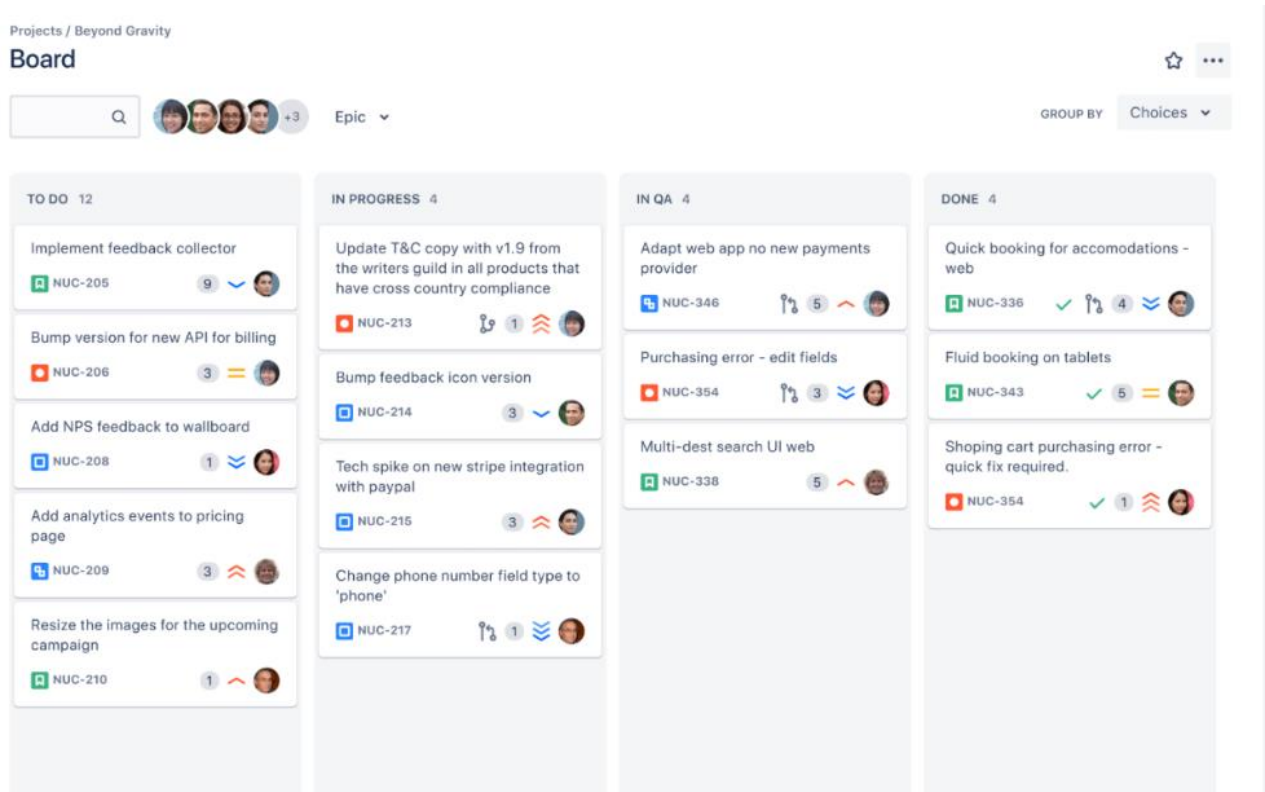 Projects / Beyond Gravity
Board
+3
Epic
GROUP BY
Choices
TO DO 12
Implement feedback collector
NUC-205
9
Bump version for new API for billing
NUC-206
3
Add NPS feedback to wallboard
NUC-208
1
Add analytics events to pricing
page
NUC-209
3
Resize the images for the upcoming
campaign
NUC-210
1
IN PROGRESS 4
Update T&C copy with v1.9 from
the writers guild in all products that
have cross country compliance
NUC-213
1
Bump feedback icon version
NUC-214
3
Tech spike on new stripe integration
with paypal
NUC-215
3
Change phone number field type to
'phone'
NUC-217
1
IN QA 4
Adapt web app no new payments
provider
NUC-346
5
Purchasing error - edit fields
NUC-354
3
Multi-dest search UI web
NUC-338
5
DONE 4
Quick booking for accomodations -
web
NUC-336
4
Fluid booking on tablets
NUC-343
5
Shoping cart purchasing error -
quick fix required.
NUC-354
1